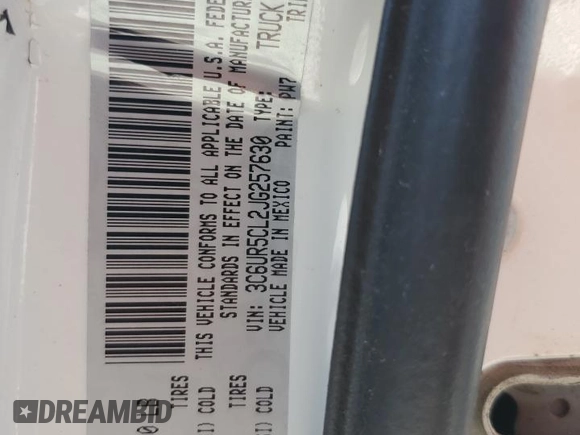 TIRES
I) COLD
THIS VEHICLE CONFORMS TO ALL APPLICABLE U.S.A. FEDE
STANDARDS IN EFFECT ON THE DATE OF MANUFACTUR
VIN: 3C6UR5CL2JG257630 TYPE: TRUCK
VEHICLE MADE IN MEXICO PAINT: PW7
TIRES
SI) COLD
DREAMBID